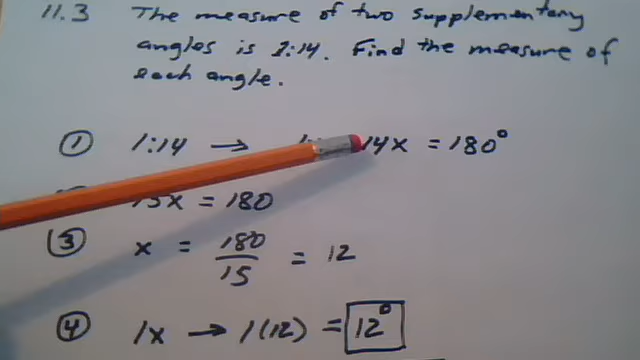 11.3 The measure of two supplementary
angles is 1:14. Find the measure of
each angle.
① 1:14 → 14x = 180°
15x = 180
③ x = 180/15 = 12
④ 1x → 1(12) = 12°